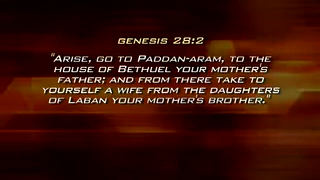 GENESIS 28:2
"ARISE, GO TO PADDAN-ARAM, TO THE
HOUSE OF BETHUEL YOUR MOTHER'S
FATHER; AND FROM THERE TAKE TO
YOURSELF A WIFE FROM THE DAUGHTERS
OF LABAN YOUR MOTHER'S BROTHER."